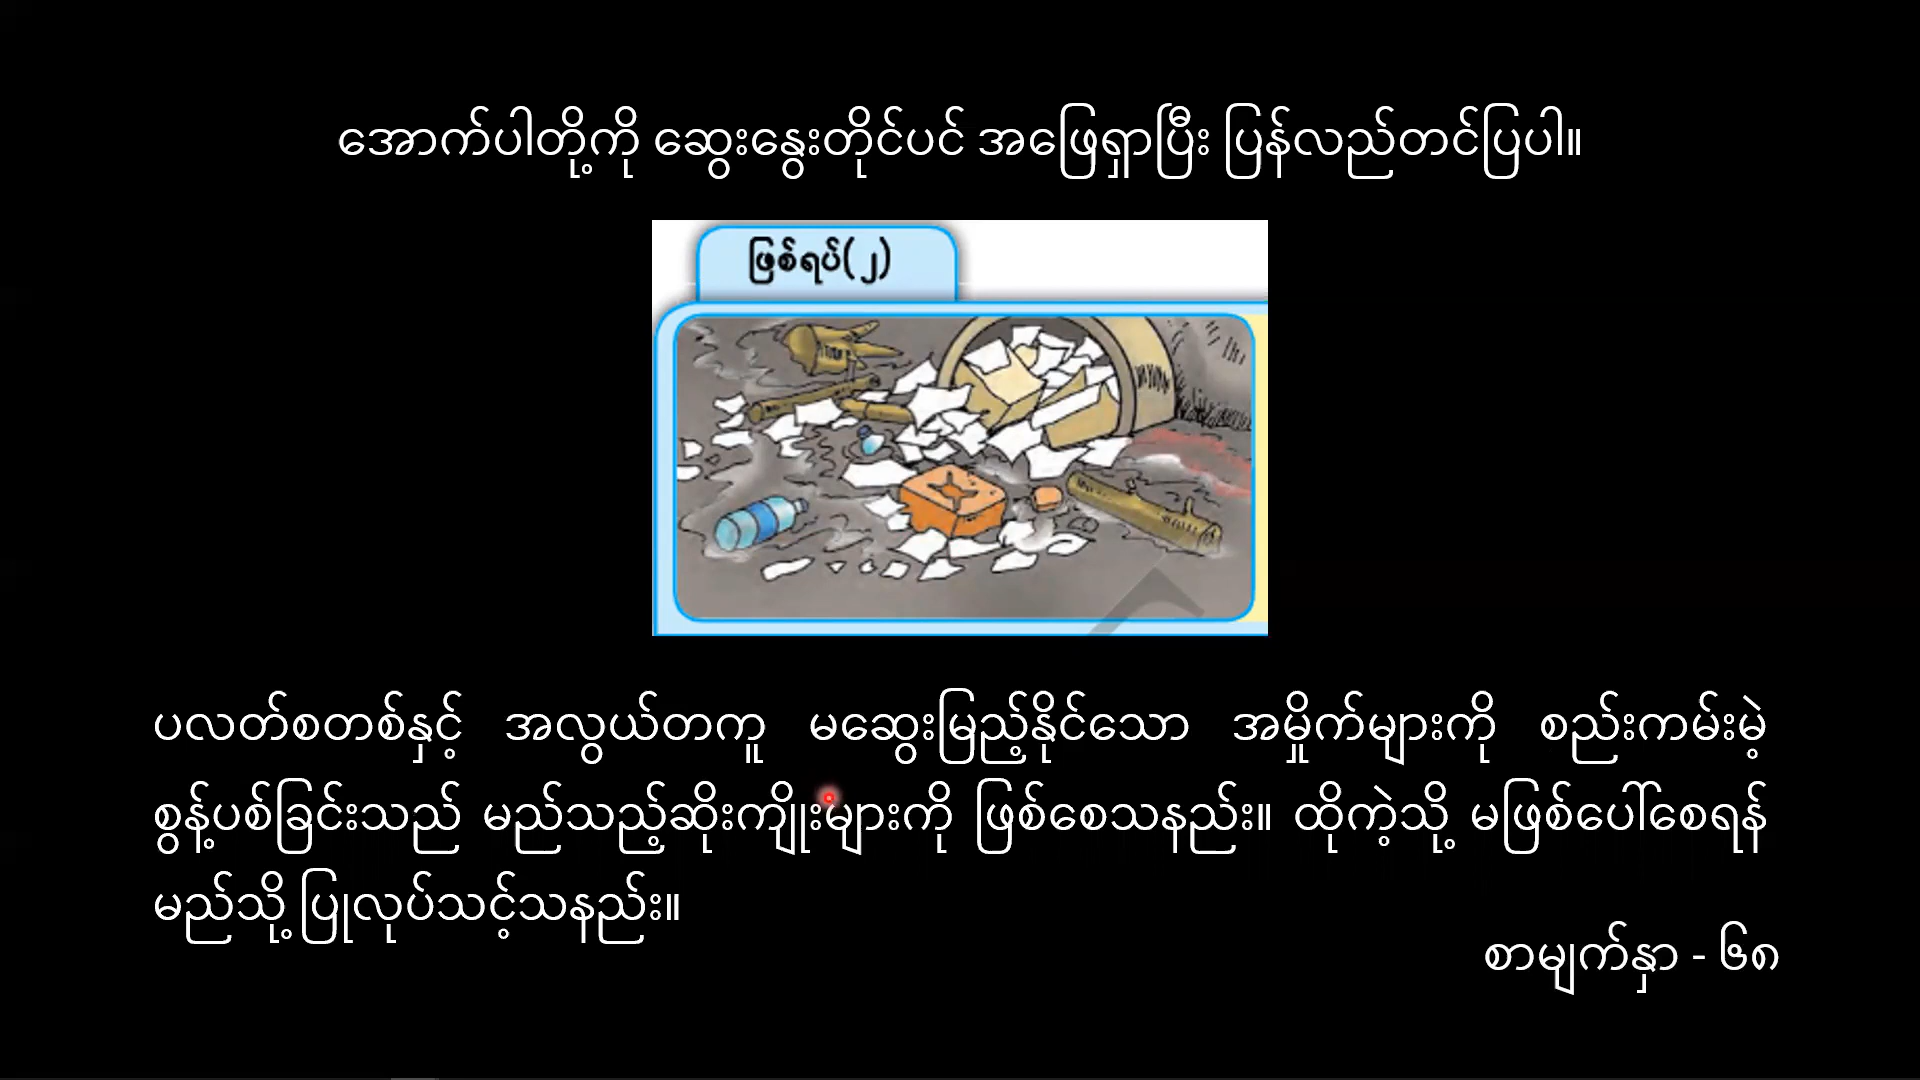 အောက်ပါတို့ကို ဆွေးနွေးတိုင်ပင် အဖြေရှာပြီး ပြန်လည်တင်ပြပါ။
ဖြစ်ရပ်(၂)
ပလတ်စတစ်နှင့် အလွယ်တကူ မဆွေးမြည့်နိုင်သော အမှိုက်များကို စည်းကမ်းမဲ့
စွန့်ပစ်ခြင်းသည် မည်သည့်ဆိုးကျိုးများကို ဖြစ်စေသနည်း။ ထိုကဲ့သို့ မဖြစ်ပေါ်စေရန်
မည်သို့ ပြုလုပ်သင့်သနည်း။
စာမျက်နှာ - ၆၈